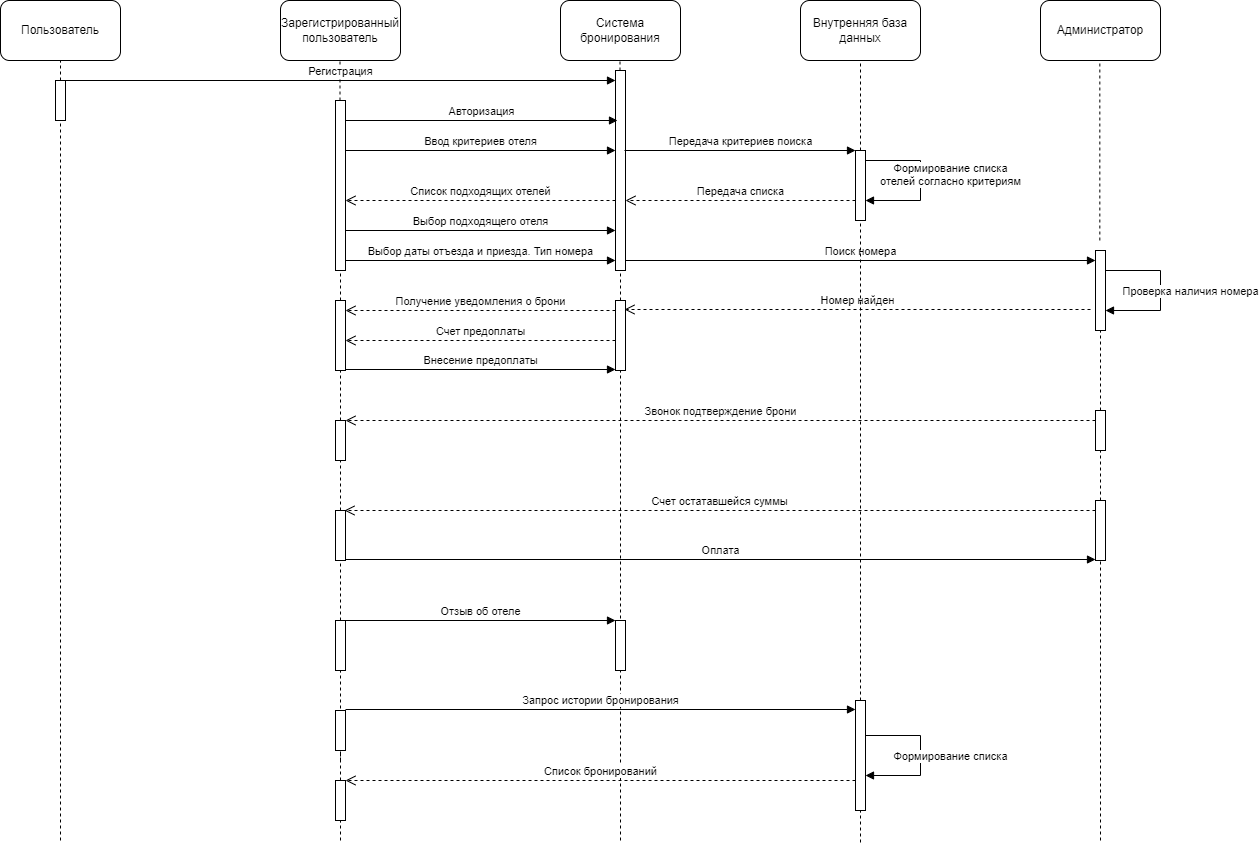 Пользователь
Зарегистрированный
пользователь
Система
бронирования
Внутренная база
данных
Администратор
Регистрация
Авторизация
Ввод критериев отеля
Передача критериев поиска
Формирование списка
отелей согласно критериям
Список подходящих отелей
Передача списка
Выбор подходящего отеля
Выбор даты отъезда и приезда. Тип номера
Поиск номера
Проверка наличия номера
Получение уведомления о брони
Номер найден
Счет предоплаты
Внесение предоплаты
Звонок подтверждение брони
Счет остатавшейся суммы
Оплата
Отзыв об отеле
Запрос истории бронирования
Формирование списка
Список бронирований